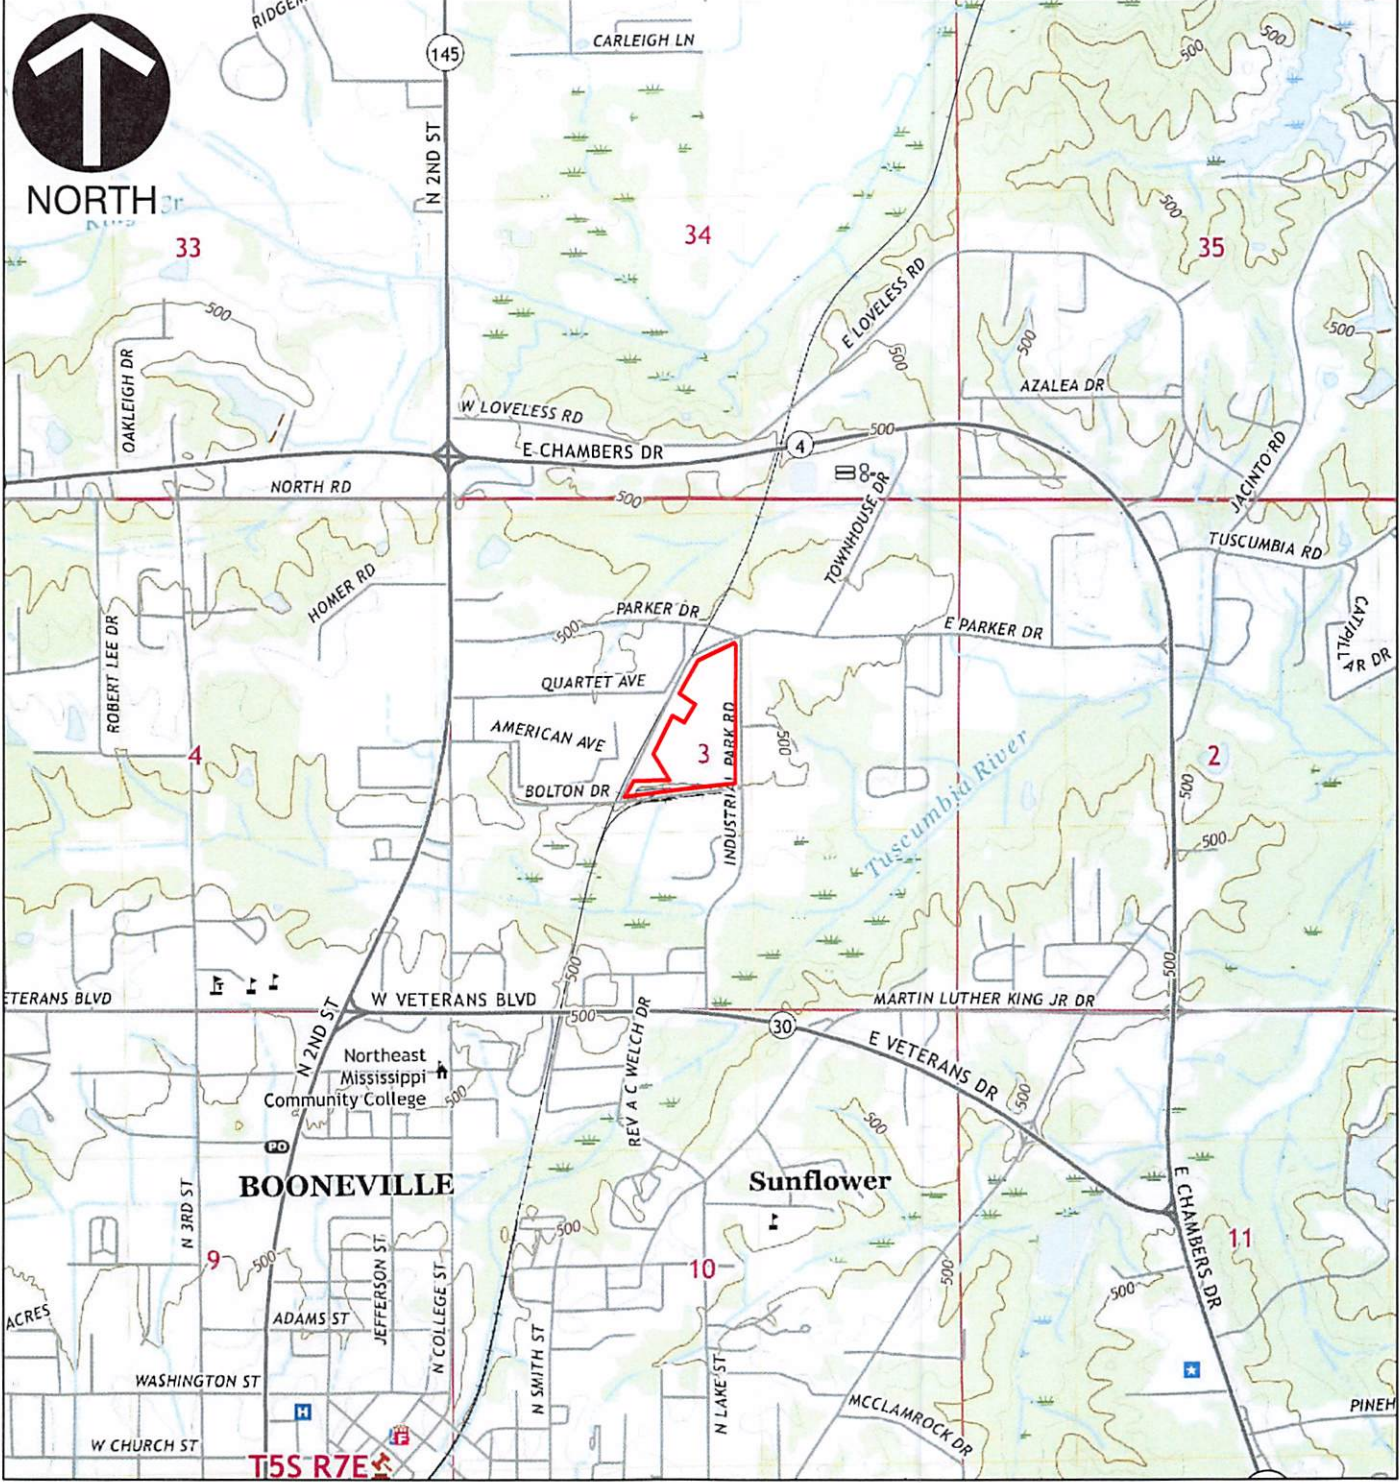 RIDGE
145
CARLEIGH LN
500
500
N 2ND ST
NORTH
33
34
35
500
500
E LOVELESS RD
500
500
500
OAKLEIGH DR
AZALEA DR
W LOVELESS RD
E CHAMBERS DR
4
500
NORTH RD
500
TOWNHOUSE DR
JACINTO RD
TUSCUMBIA RD
HOMER RD
PARKER DR
500
E PARKER DR
CATIPILLAR DR
ROBERT LEE DR
QUARTET AVE
AMERICAN AVE
4
3
INDUSTRIAL PARK RD
500
2
BOLTON DR
500
Tuscumbia River
500
500
500
ETERANS BLVD
W VETERANS BLVD
500
MARTIN LUTHER KING JR DR
30
N 2ND ST
E VETERANS DR
Northeast
Mississippi
Community College
500
REV A C WELCH DR
500
500
PO
BOONEVILLE
Sunflower
N 3RD ST
E CHAMBERS DR
500
9
500
10
11
500
500
ACRES
ADAMS ST
JEFFERSON ST
N COLLEGE ST
N SMITH ST
N LAKE ST
WASHINGTON ST
H
F
MCCLAMROCK DR
PINEH
W CHURCH ST
T5S R7E